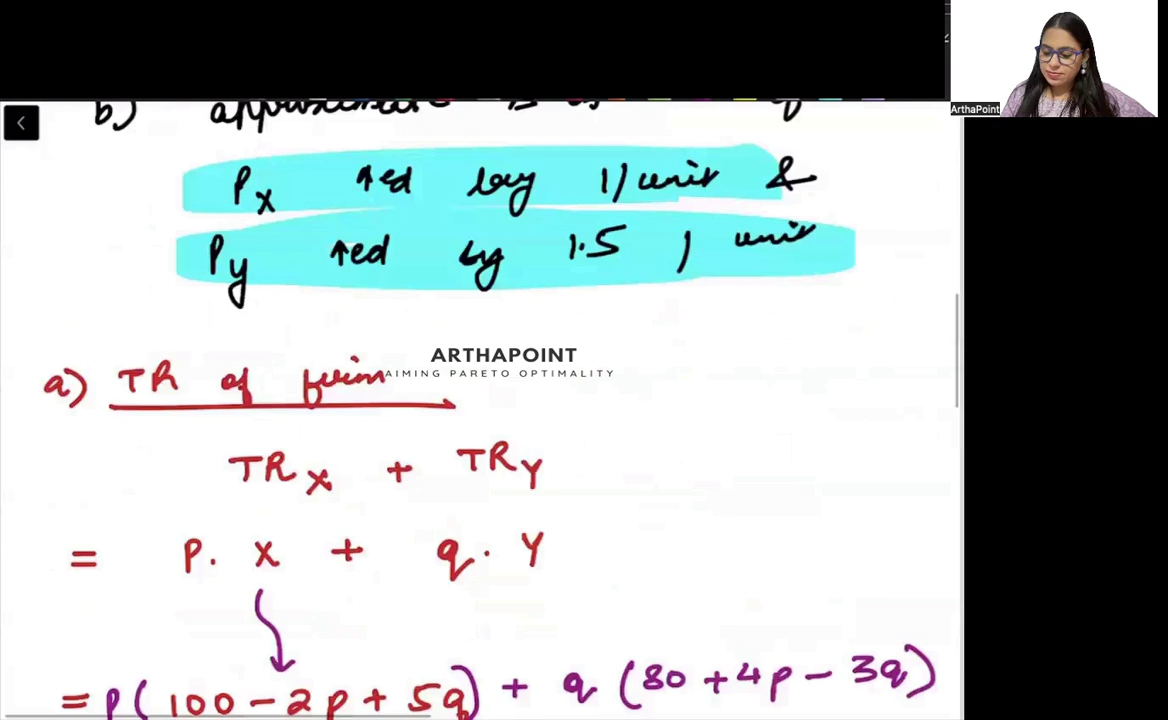 ArthaPoint
b)
Px ↑ed by 1/unit &
Py ↑ed by 1.5 / unit
ARTHAPOINT
AIMING PARETO OPTIMALITY
a) TR of firm
TRx + TRY
= p. x + q. Y
= p(100 - 2p + 5q) + q (80 + 4p - 3q)